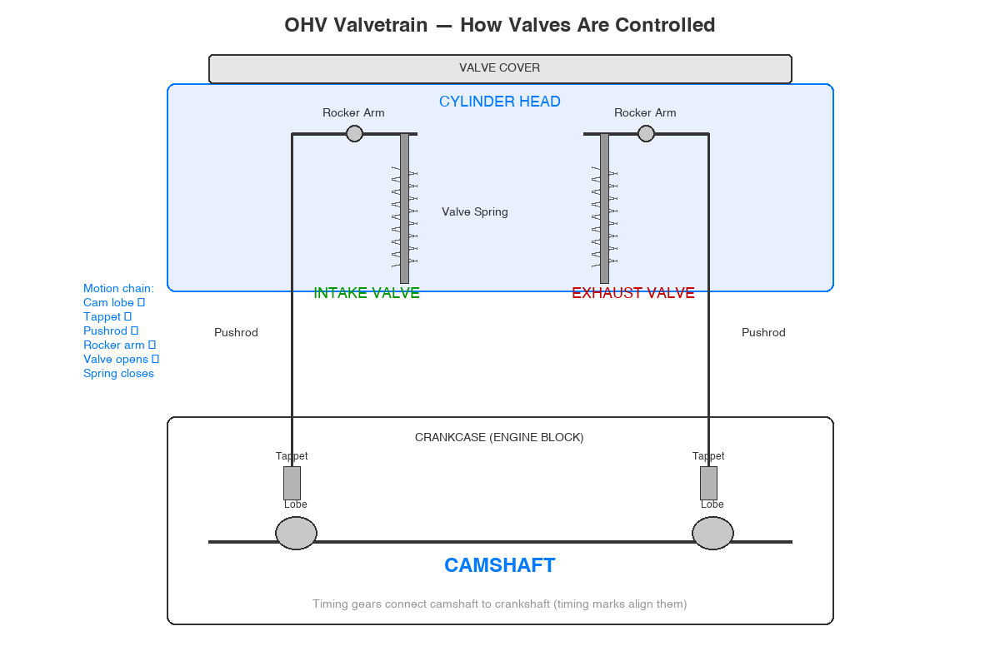 OHV Valvetrain — How Valves Are Controlled
VALVE COVER
CYLINDER HEAD
Rocker Arm
Rocker Arm
Valve Spring
INTAKE VALVE
EXHAUST VALVE
Motion chain:
Cam lobe □
Tappet □
Pushrod □
Rocker arm □
Valve opens □
Spring closes
Pushrod
Pushrod
CRANKCASE (ENGINE BLOCK)
Tappet
Tappet
Lobe
Lobe
CAMSHAFT
Timing gears connect camshaft to crankshaft (timing marks align them)